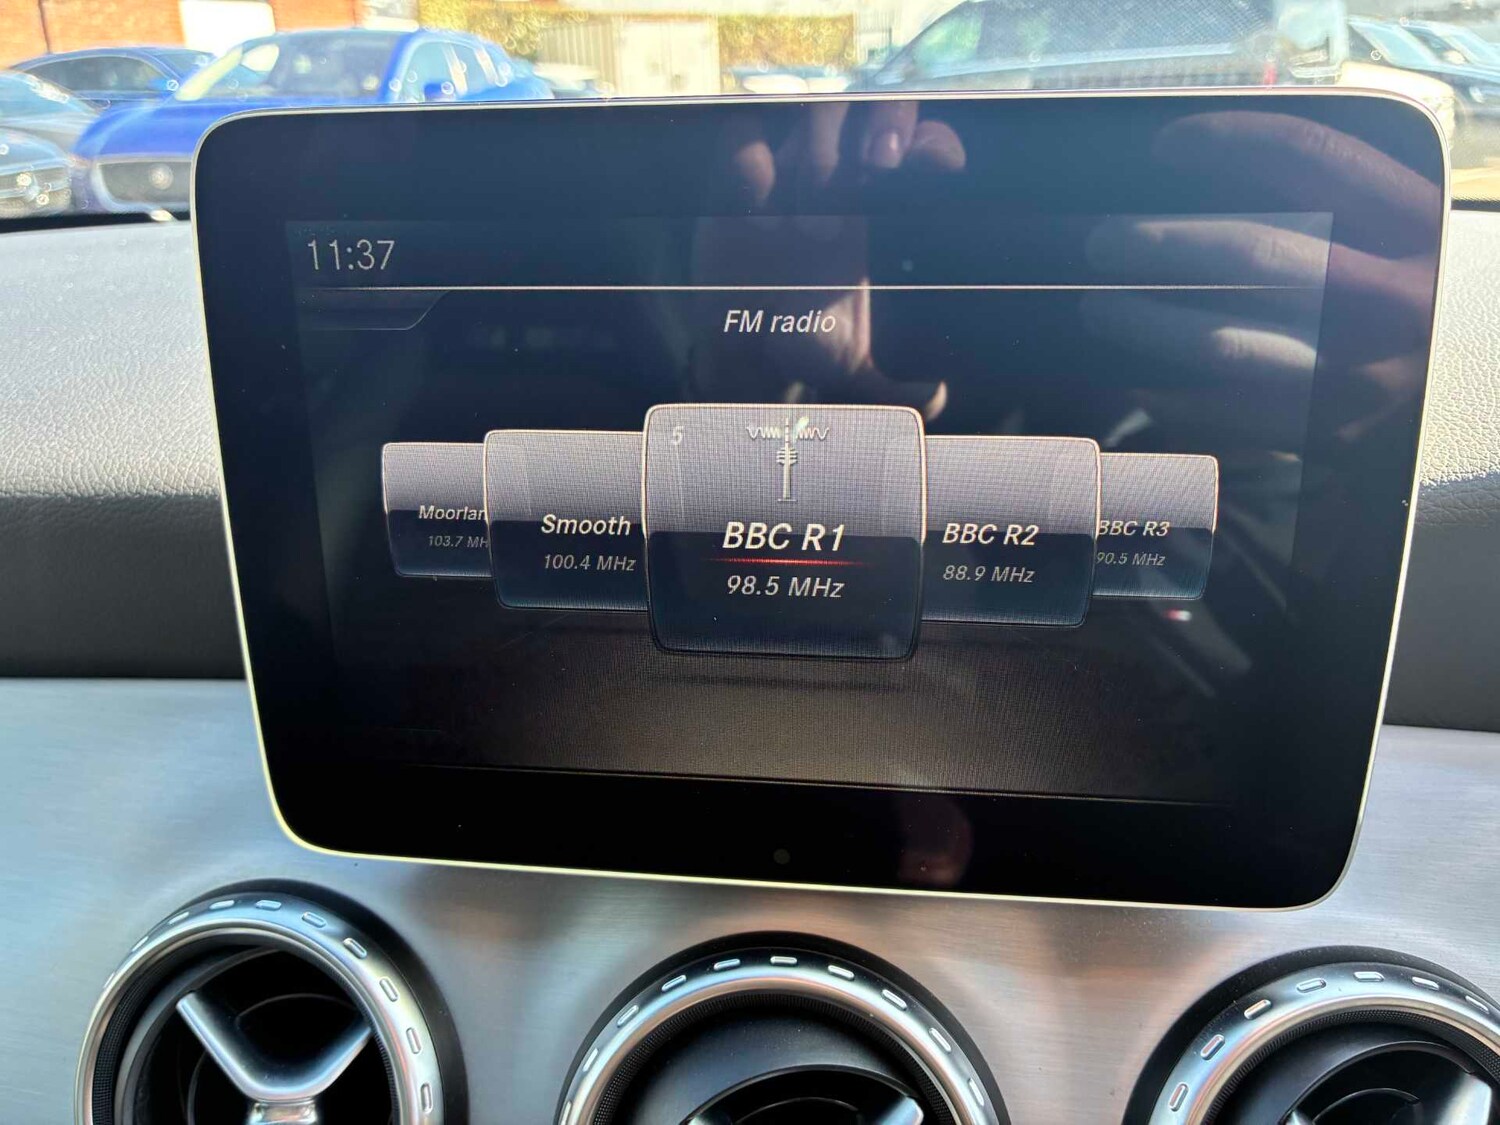 11:37
FM radio
5
Moorlan
103.7 MH
Smooth
100.4 MHz
BBC R1
98.5 MHz
BBC R2
88.9 MHz
BBC R3
90.5 MHz